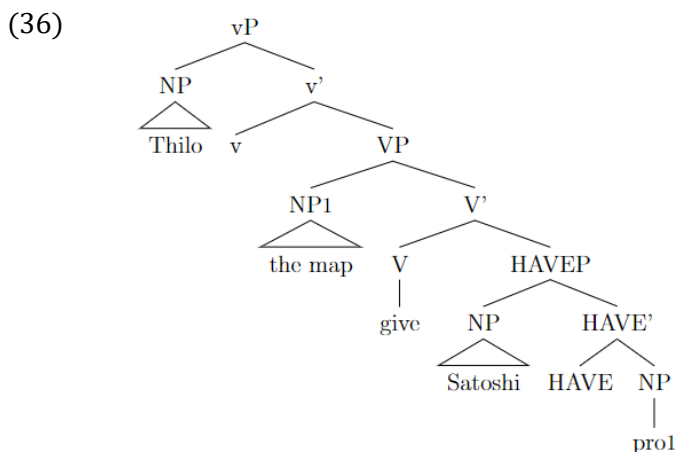 (36)
vP
NP v’
Thilo v VP
NP1 V’
the map V HAVEP
give NP HAVE’
Satoshi HAVE NP
pro1